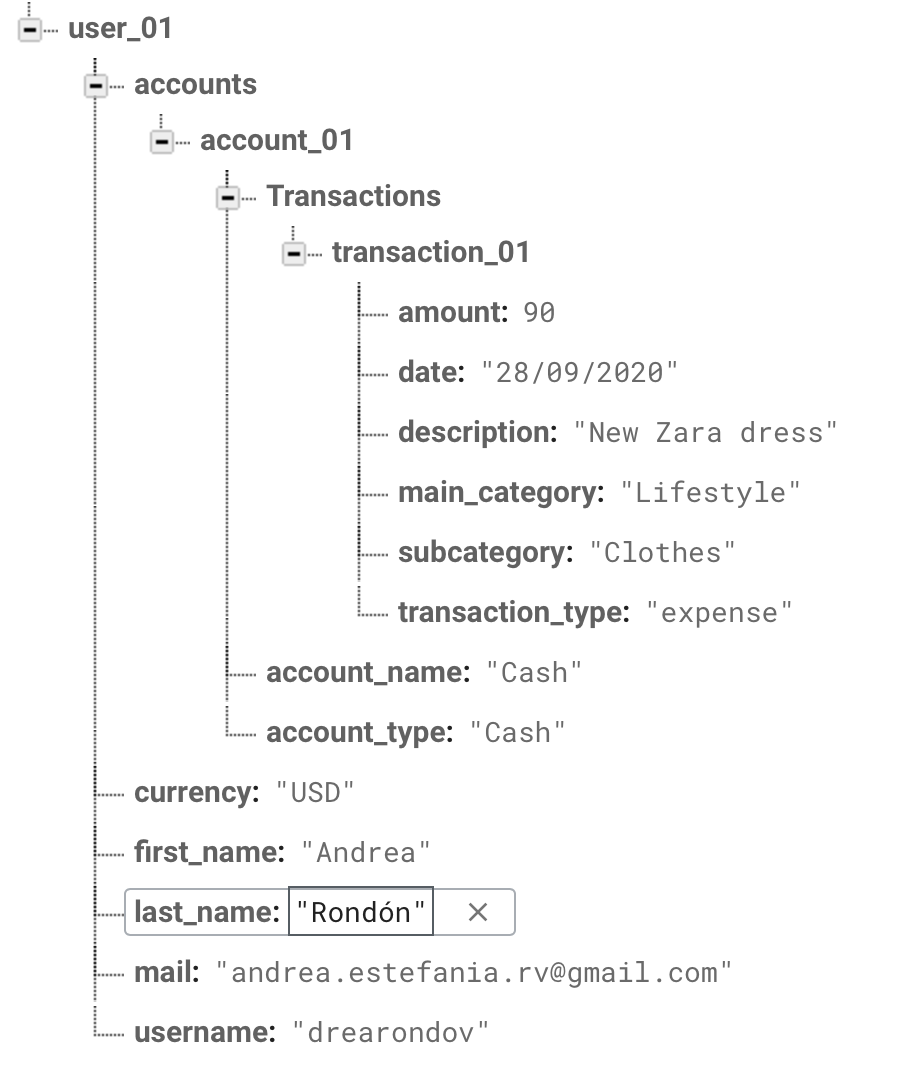 user_01
accounts
account_01
Transactions
transaction_01
amount: 90
date: "28/09/2020"
description: "New Zara dress"
main_category: "Lifestyle"
subcategory: "Clothes"
transaction_type: "expense"
account_name: "Cash"
account_type: "Cash"
currency: "USD"
first_name: "Andrea"
last_name: "Rondón"
mail: "andrea.estefania.rv@gmail.com"
username: "drearondov"